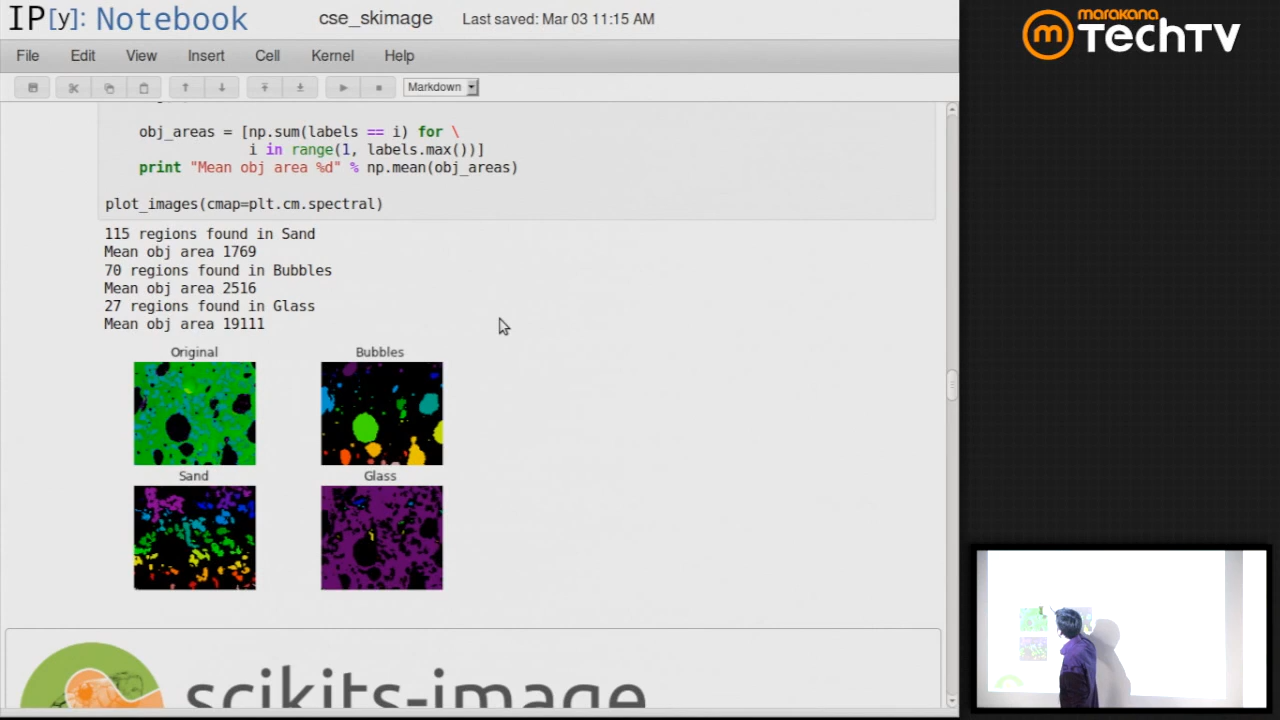 IP[y]: Notebook
cse_skimage
Last saved: Mar 03 11:15 AM
marakana
TechTV
File Edit View Insert Cell Kernel Help
Markdown
obj_areas = [np.sum(labels == i) for \
i in range(1, labels.max())]
print "Mean obj area %d" % np.mean(obj_areas)
plot_images(cmap=plt.cm.spectral)
115 regions found in Sand
Mean obj area 1769
70 regions found in Bubbles
Mean obj area 2516
27 regions found in Glass
Mean obj area 19111
Original
Bubbles
Sand
Glass
scikits-image